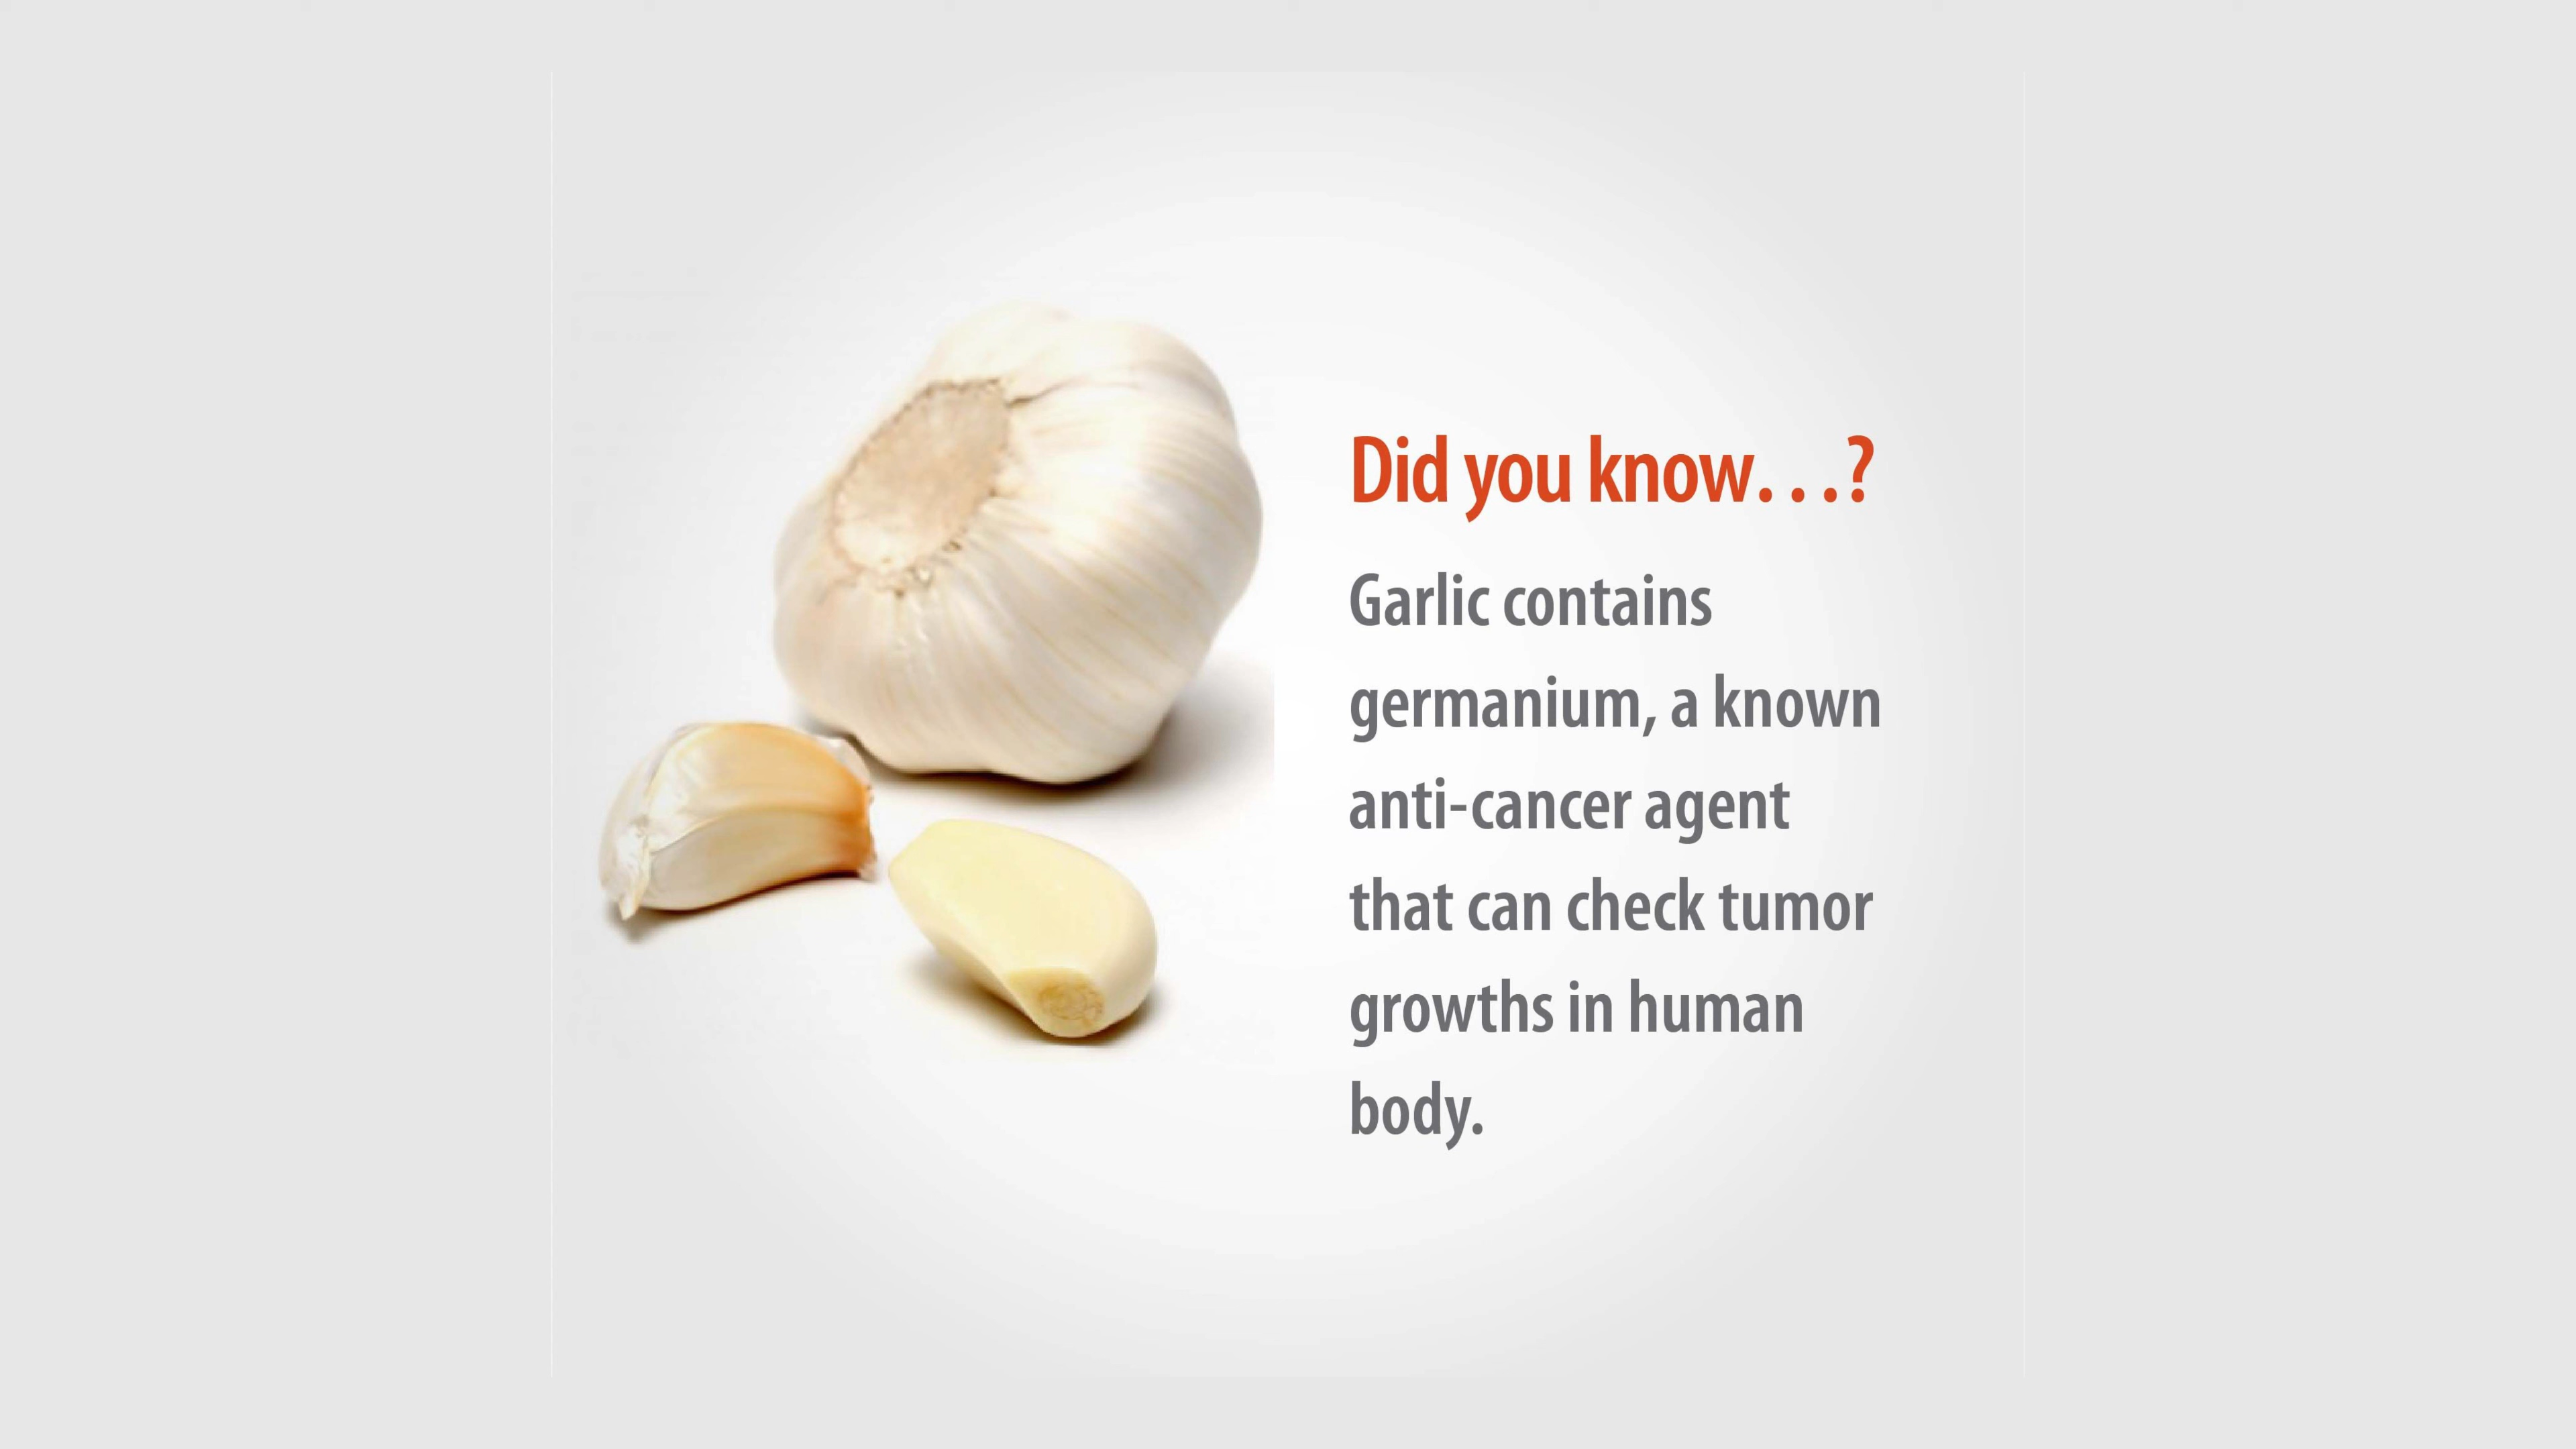 Did you know...?
Garlic contains
germanium, a known
anti-cancer agent
that can check tumor
growths in human
body.